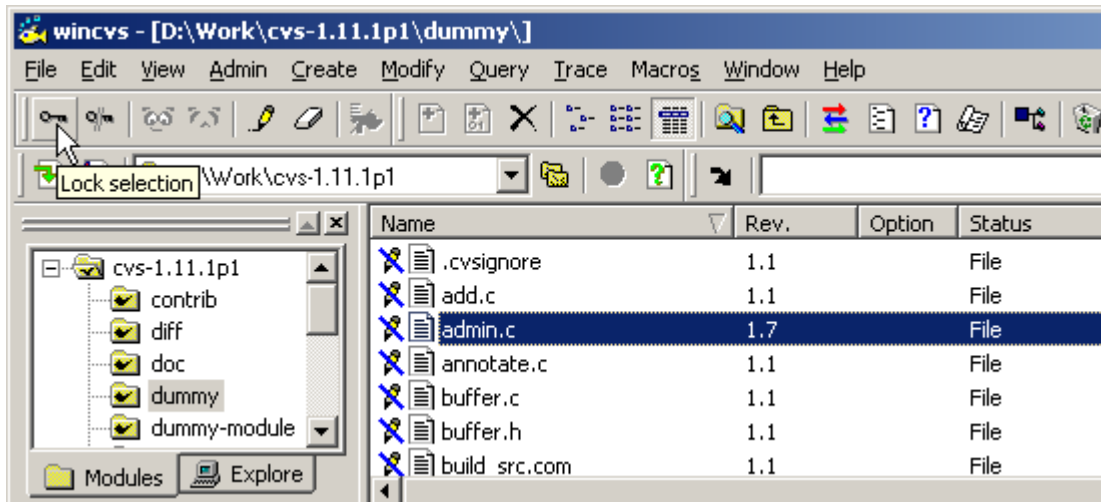 wincvs - [D:\Work\cvs-1.11.1p1\dummy\]
File Edit View Admin Create Modify Query Trace Macros Window Help
Lock selection \Work\cvs-1.11.1p1
Name Rev. Option Status
cvs-1.11.1p1
contrib
diff
doc
dummy
dummy-module
Modules Explore
.cvsignore 1.1 File
add.c 1.1 File
admin.c 1.7 File
annotate.c 1.1 File
buffer.c 1.1 File
buffer.h 1.1 File
build_src.com 1.1 File